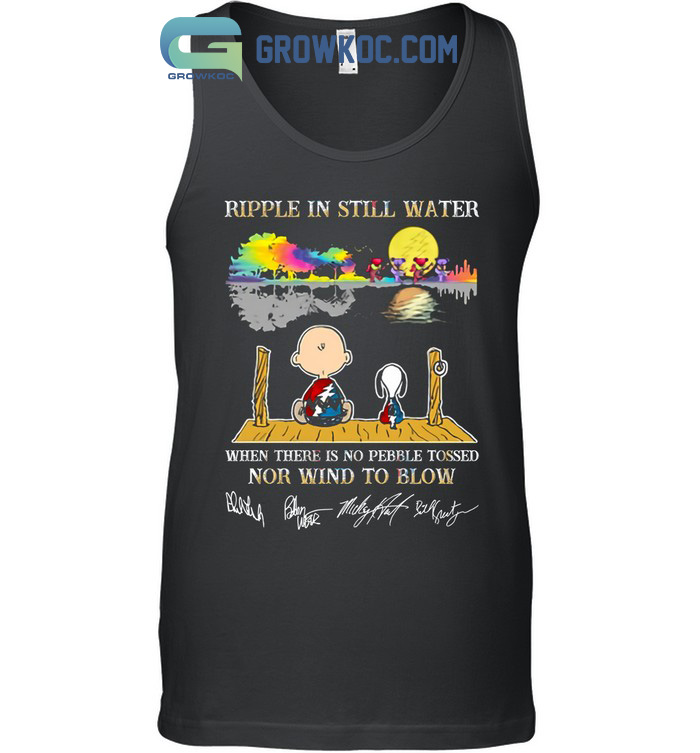 GROWKOC.COM
GROWKOC
RIPPLE IN STILL WATER
WHEN THERE IS NO PEBBLE TOSSED
NOR WIND TO BLOW